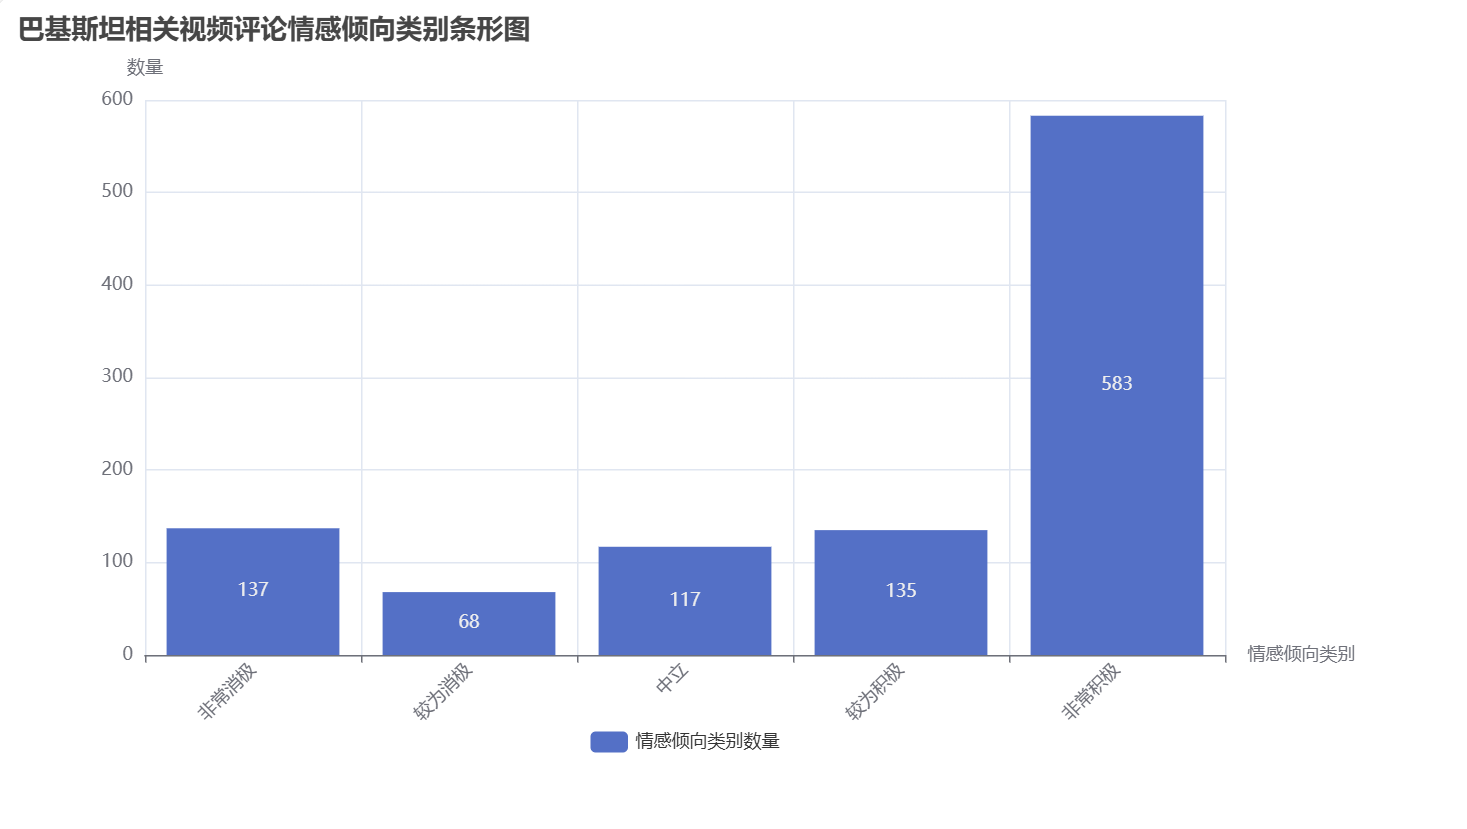 巴基斯坦相关视频评论情感倾向类别条形图
数量
600
500
400
300
200
100
0
137
68
117
135
583
非常消极
较为消极
中立
较为积极
非常积极
情感倾向类别
情感倾向类别数量